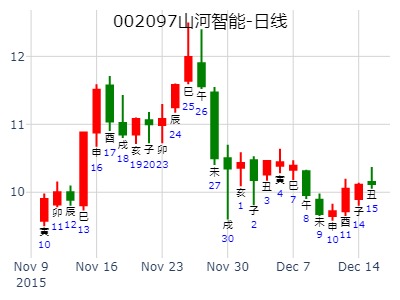 002097山河智能-日线
12
11
10
寅 10
卯 11
辰 12
巳 13
申 16
酉 17
戌 18
亥 19
子 20
丑 23
辰 24
巳 25
午 26
未 27
戌 30
亥 1
子 2
丑 3
寅 4
巳 7
午 8
未 9
申 10
酉 11
子 14
丑 15
Nov 9 Nov 16 Nov 23 Nov 30 Dec 7 Dec 14
2015